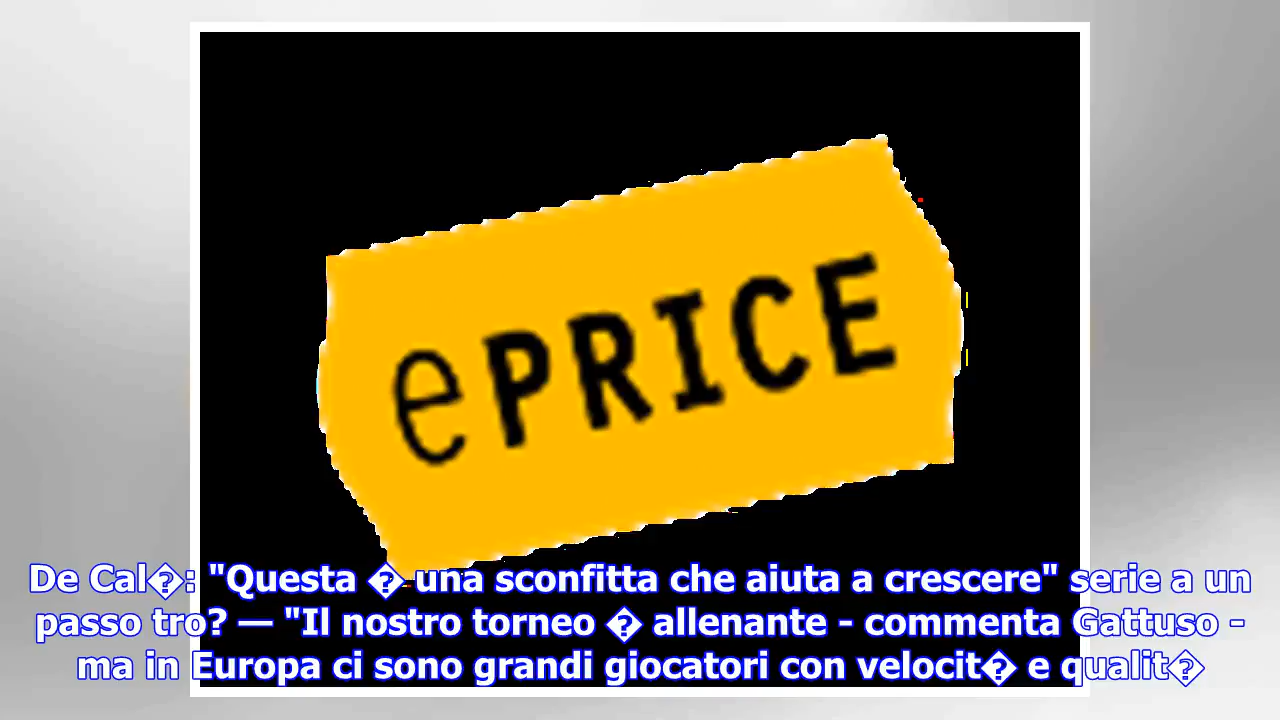 ePRICE
De Cal�: "Questa � una sconfitta che aiuta a crescere" serie a un
passo tro? — "Il nostro torneo � allenante - commenta Gattuso -
ma in Europa ci sono grandi giocatori con velocit� e qualit�